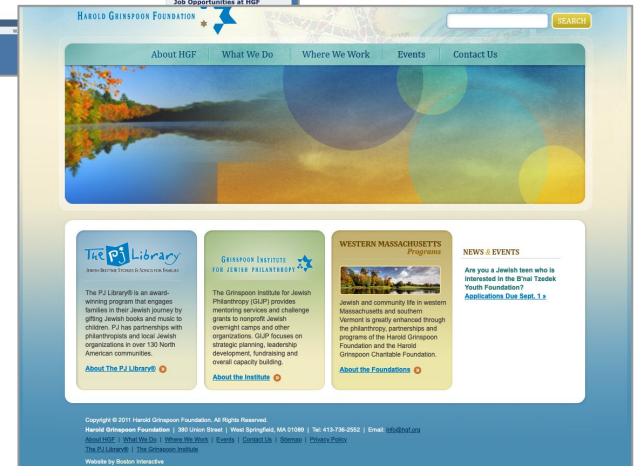 Job Opportunities at HGF
HAROLD GRINSPOON FOUNDATION
SEARCH
About HGF What We Do Where We Work Events Contact Us
The PJ Library
JEWISH BEDTIME STORIES & SONGS FOR FAMILIES
The PJ Library® is an award-
winning program that engages
families in their Jewish journey by
gifting Jewish books and music to
children. PJ has partnerships with
philanthropists and local Jewish
organizations in over 130 North
American communities.
About The PJ Library®
GRINSPOON INSTITUTE
FOR JEWISH PHILANTHROPY
The Grinspoon Institute for Jewish
Philanthropy (GIJP) provides
mentoring services and challenge
grants to nonprofit Jewish
overnight camps and other
organizations. GIJP focuses on
strategic planning, leadership
development, fundraising and
overall capacity building.
About the Institute
WESTERN MASSACHUSETTS
Programs
Jewish and community life in western
Massachusetts and southern
Vermont is greatly enhanced through
the philanthropy, partnerships and
programs of the Harold Grinspoon
Foundation and the Harold
Grinspoon Charitable Foundation.
About the Foundations
NEWS & EVENTS
Are you a Jewish teen who is
interested in the B'nai Tzedek
Youth Foundation?
Applications Due Sept. 1 »
Copyright © 2011 Harold Grinspoon Foundation. All Rights Reserved.
Harold Grinspoon Foundation | 380 Union Street | West Springfield, MA 01089 | Tel: 413-736-2552 | Email: info@hgf.org
About HGF | What We Do | Where We Work | Events | Contact Us | Sitemap | Privacy Policy
The PJ Library® | The Grinspoon Institute
Website by Boston Interactive